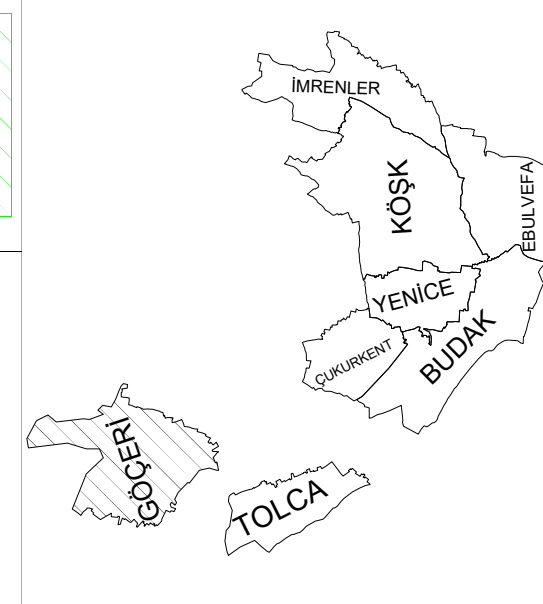 İMRENLER
KÖŞK
EBULVEFA
YENİCE
BUDAK
ÇUKURKENT
GÖÇERİ
TOLCA